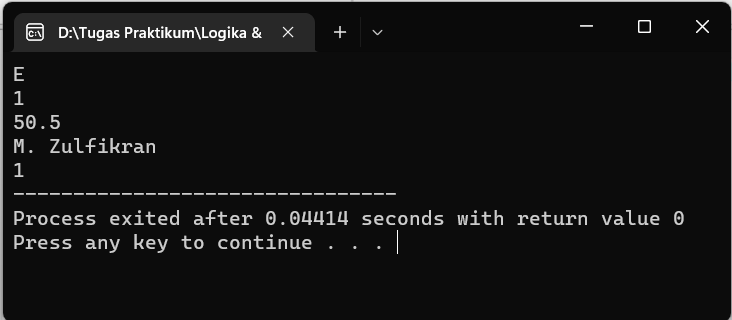 D:\Tugas Praktikum\Logika &
E
1
50.5
M. Zulfikran
1
--------------------------------
Process exited after 0.04414 seconds with return value 0
Press any key to continue . . .